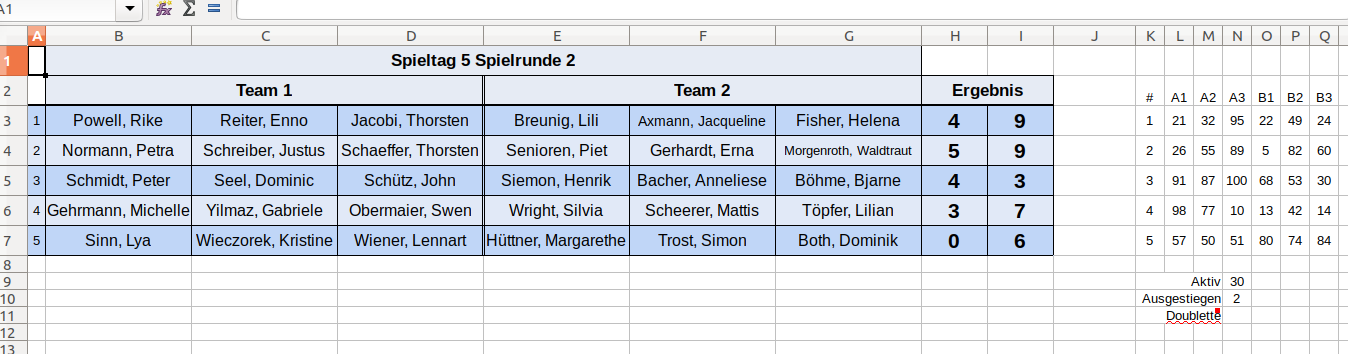 A1
A B C D E F G H I J K L M N O P Q
1 Spieltag 5 Spielrunde 2
2 Team 1 Team 2 Ergebnis # A1 A2 A3 B1 B2 B3
3 1 Powell, Rike Reiter, Enno Jacobi, Thorsten Breunig, Lili Axmann, Jacqueline Fisher, Helena 4 9 1 21 32 95 22 49 24
4 2 Normann, Petra Schreiber, Justus Schaeffer, Thorsten Senioren, Piet Gerhardt, Erna Morgenroth, Waldtraut 5 9 2 26 55 89 5 82 60
5 3 Schmidt, Peter Seel, Dominic Schütz, John Siemon, Henrik Bacher, Anneliese Böhme, Bjarne 4 3 3 91 87 100 68 53 30
6 4 Gehrmann, Michelle Yilmaz, Gabriele Obermaier, Swen Wright, Silvia Scheerer, Mattis Töpfer, Lilian 3 7 4 98 77 10 13 42 14
7 5 Sinn, Lya Wieczorek, Kristine Wiener, Lennart Hüttner, Margarethe Trost, Simon Both, Dominik 0 6 5 57 50 51 80 74 84
8
9 Aktiv 30
10 Ausgestiegen 2
11 Doublette
12
13